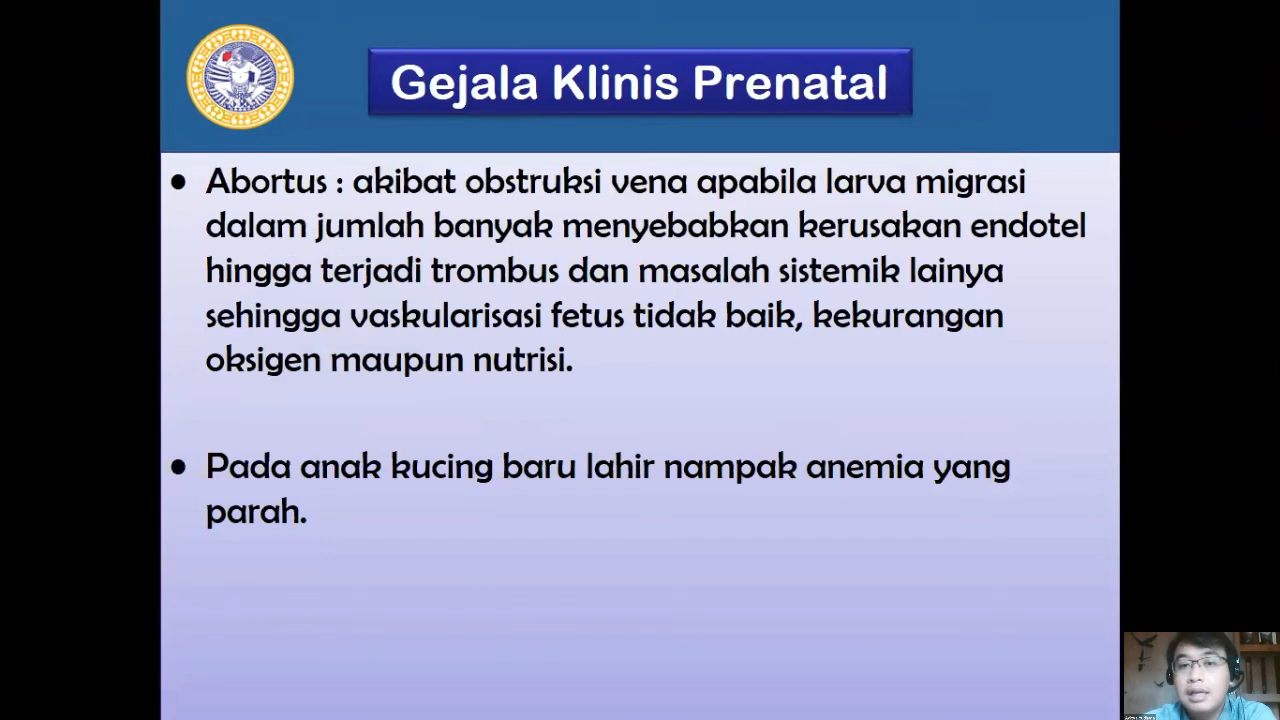 Gejala Klinis Prenatal
• Abortus : akibat obstruksi vena apabila larva migrasi
dalam jumlah banyak menyebabkan kerusakan endotel
hingga terjadi trombus dan masalah sistemik lainya
sehingga vaskularisasi fetus tidak baik, kekurangan
oksigen maupun nutrisi.
• Pada anak kucing baru lahir nampak anemia yang
parah.